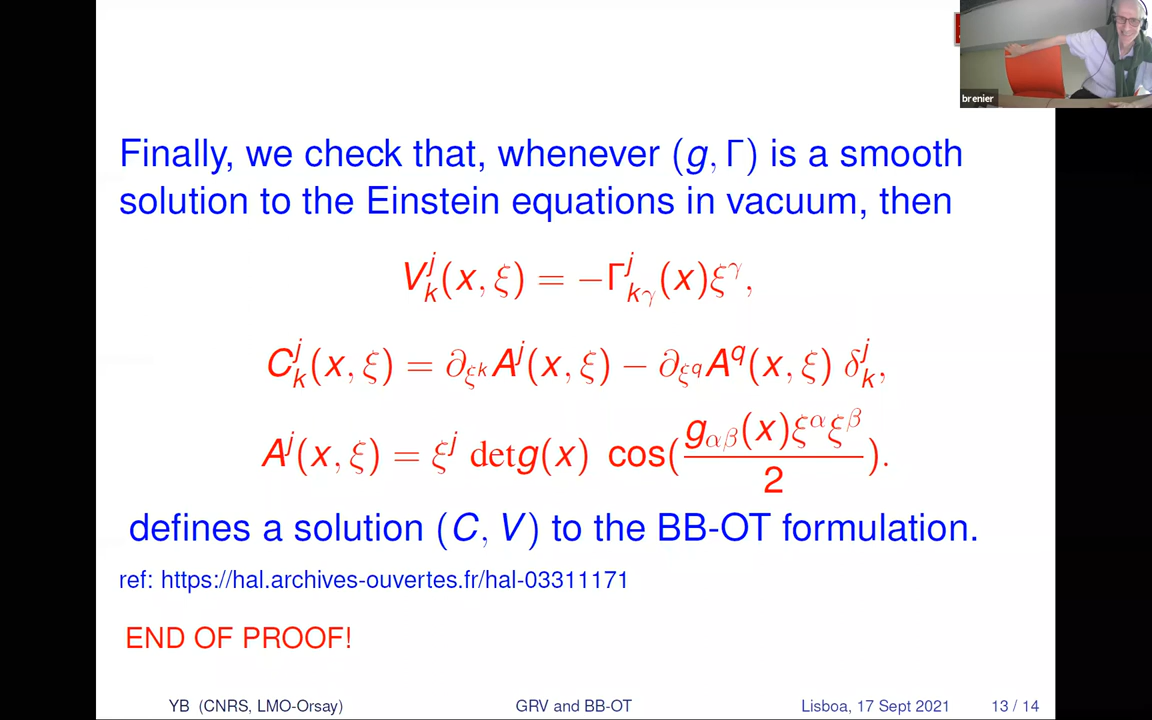 brenier
Finally, we check that, whenever (g, Γ) is a smooth
solution to the Einstein equations in vacuum, then
V^j_k(x, ξ) = −Γ^j_{kγ}(x)ξ^γ,
C^j_k(x, ξ) = ∂_{ξ^k}A^j(x, ξ) − ∂_{ξ^q}A^q(x, ξ) δ^j_k,
A^j(x, ξ) = ξ^j detg(x) cos(g_{αβ}(x)ξ^αξ^β / 2).
defines a solution (C, V) to the BB-OT formulation.
ref: https://hal.archives-ouvertes.fr/hal-03311171
END OF PROOF!
YB (CNRS, LMO-Orsay) GRV and BB-OT Lisboa, 17 Sept 2021 13 / 14